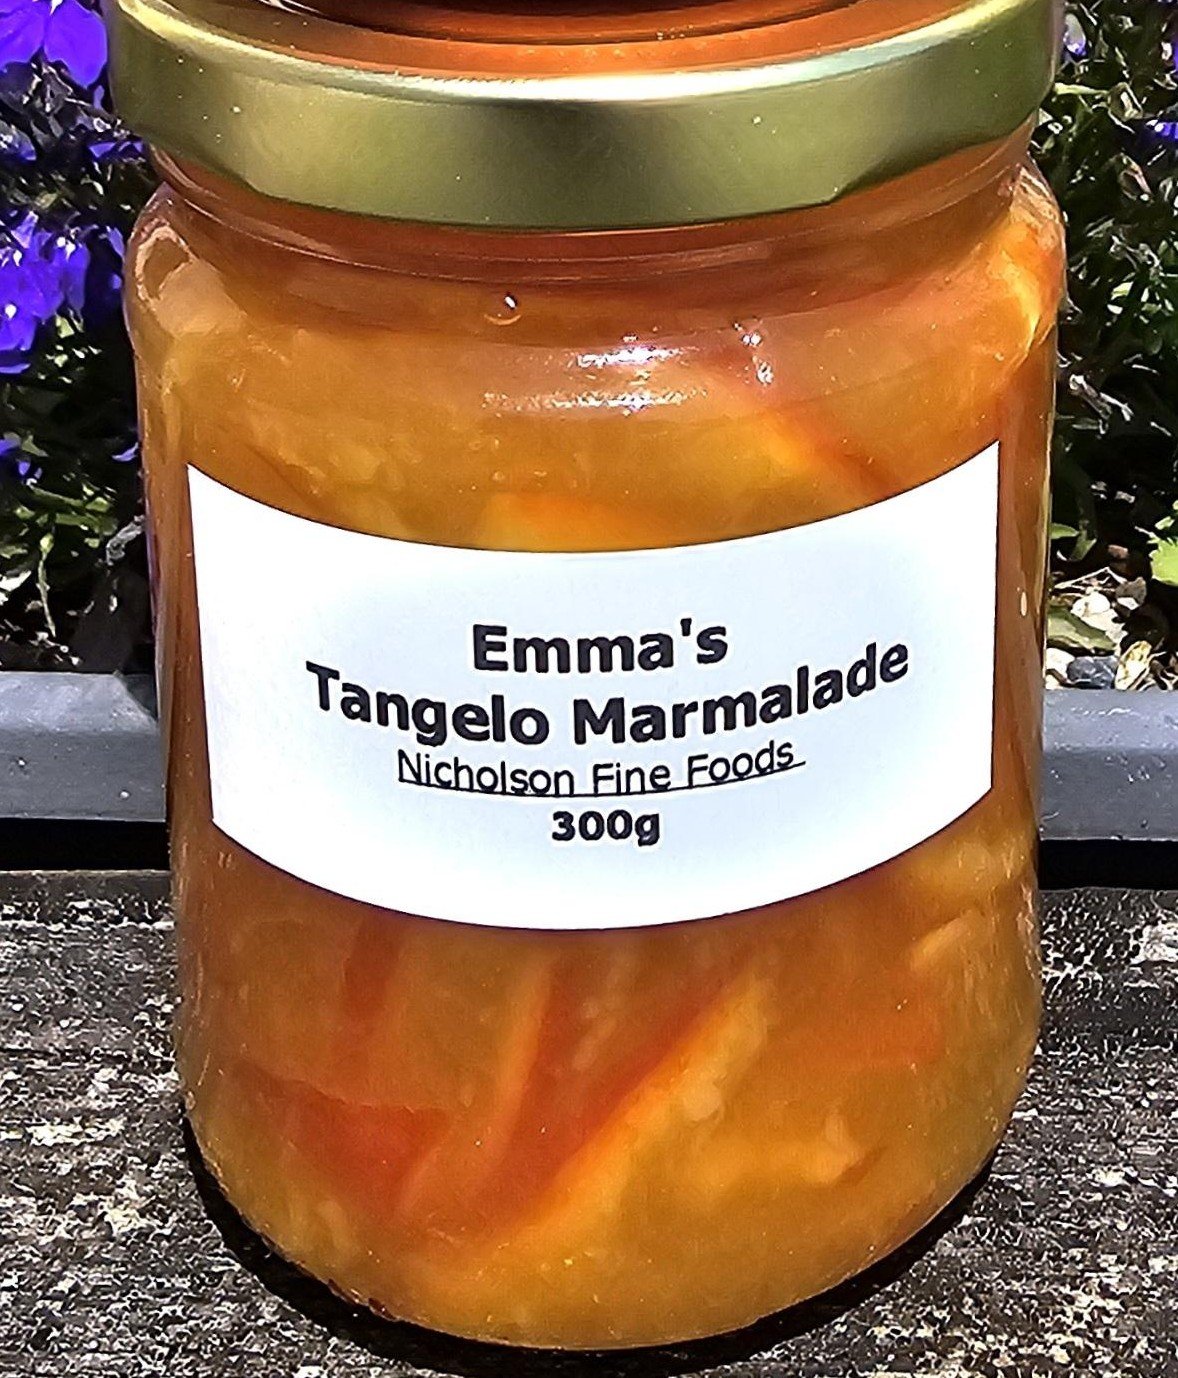 Emma's
Tangelo Marmalade
Nicholson Fine Foods
300g